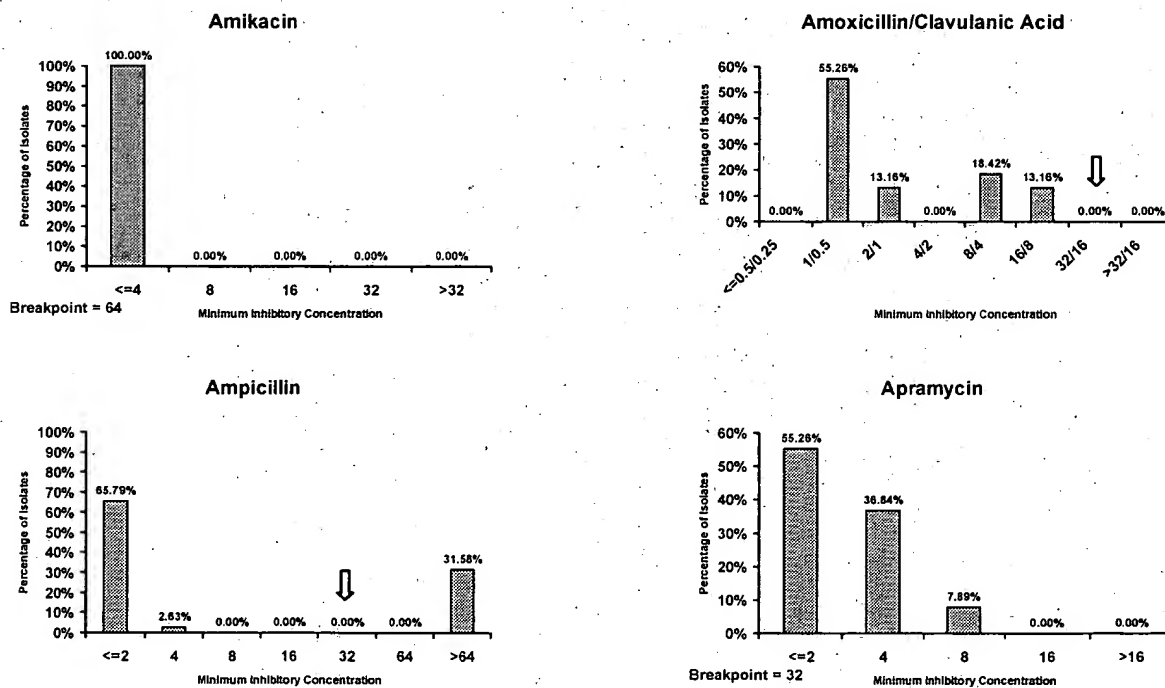 Amikacin
100.00%
100%
90%
80%
70%
60%
50%
40%
30%
20%
10%
0%
Percentage of Isolates
0.00% 0.00% 0.00% 0.00%
<=4 8 16 32 >32
Breakpoint = 64
Minimum Inhibitory Concentration
Amoxicillin/Clavulanic Acid
60%
50%
40%
30%
20%
10%
0%
Percentage of Isolates
0.00% 55.26% 13.16% 0.00% 18.42% 13.16% 0.00% 0.00%
<=0.5/0.25 1/0.5 2/1 4/2 8/4 16/8 32/16 >32/16
Minimum Inhibitory Concentration
Ampicillin
100%
90%
80%
70%
60%
50%
40%
30%
20%
10%
0%
Percentage of Isolates
65.79% 2.63% 0.00% 0.00% 0.00% 0.00% 31.58%
<=2 4 8 16 32 64 >64
Minimum Inhibitory Concentration
Apramycin
60%
50%
40%
30%
20%
10%
0%
Percentage of Isolates
55.26% 36.84% 7.89% 0.00% 0.00%
<=2 4 8 16 >16
Breakpoint = 32
Minimum Inhibitory Concentration